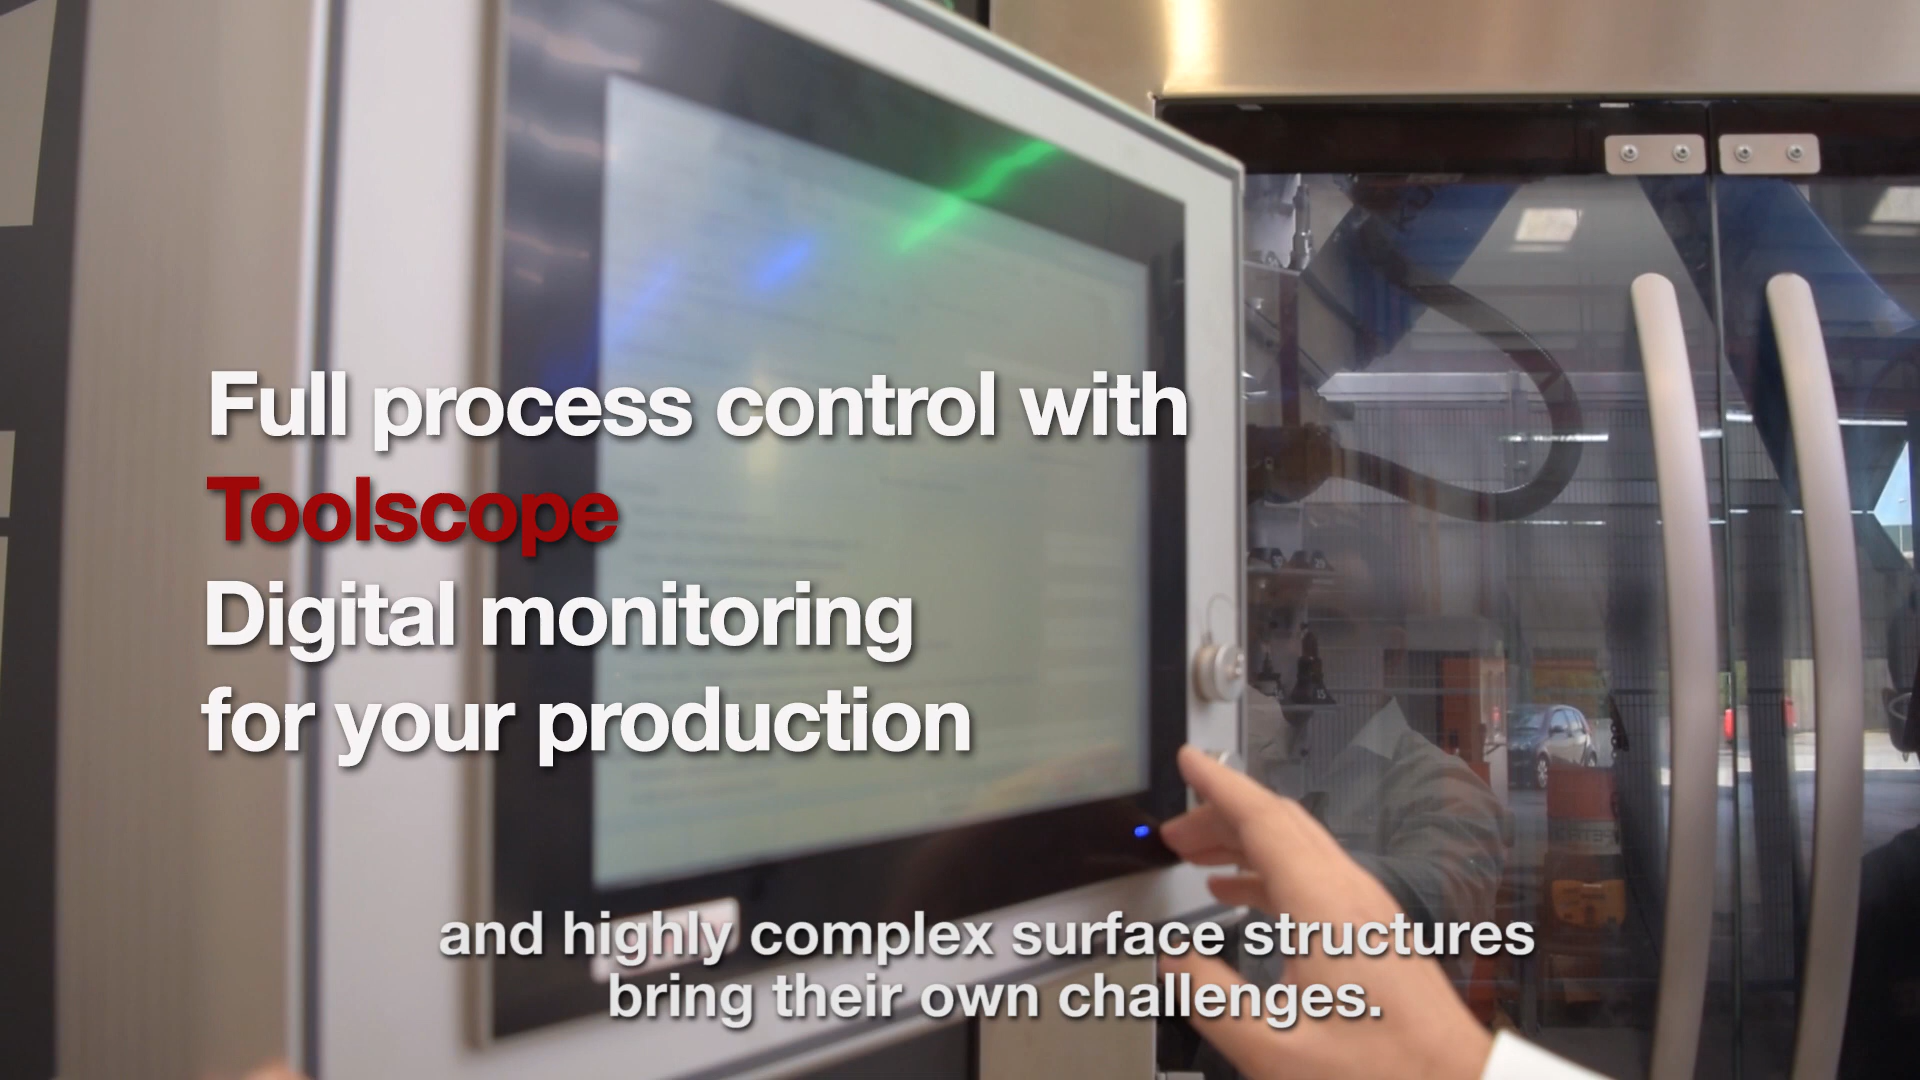 Full process control with
Toolscope
Digital monitoring
for your production
and highly complex surface structures
bring their own challenges.